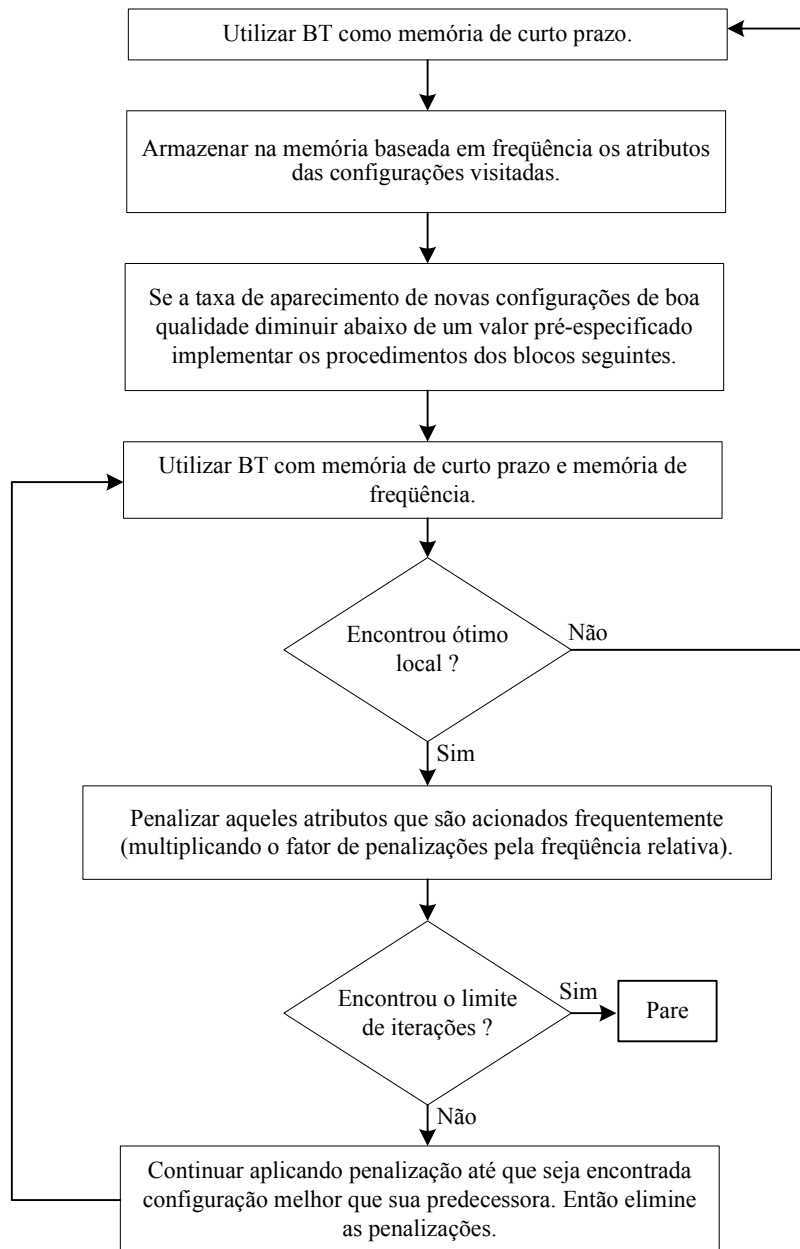 Utilizar BT como memória de curto prazo.
Armazenar na memória baseada em freqüência os atributos
das configurações visitadas.
Se a taxa de aparecimento de novas configurações de boa
qualidade diminuir abaixo de um valor pré-especificado
implementar os procedimentos dos blocos seguintes.
Utilizar BT com memória de curto prazo e memória de
freqüência.
Encontrou ótimo
local ?
Não
Sim
Penalizar aqueles atributos que são acionados frequentemente
(multiplicando o fator de penalizações pela freqüência relativa).
Encontrou o limite
de iterações ?
Sim
Pare
Não
Continuar aplicando penalização até que seja encontrada
configuração melhor que sua predecessora. Então elimine
as penalizações.